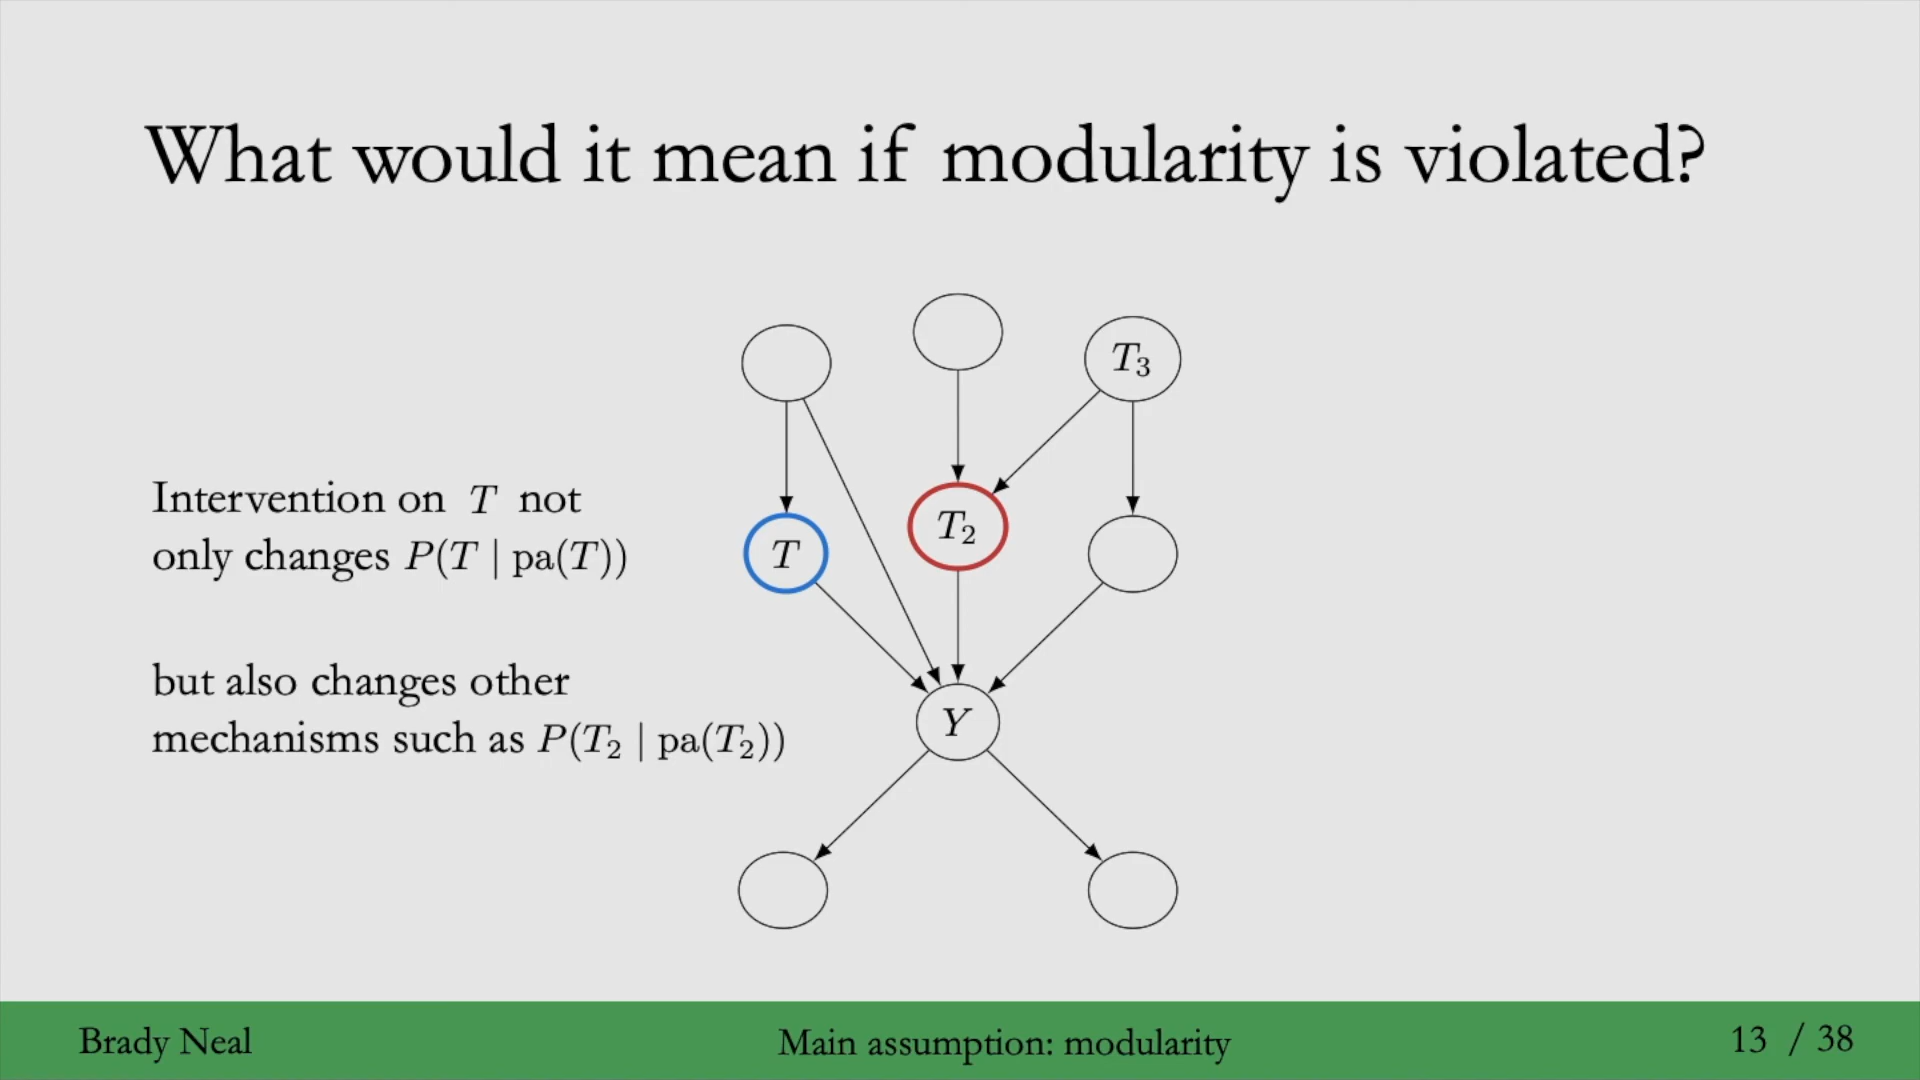 What would it mean if modularity is violated?
T₃
Intervention on T not
only changes P(T | pa(T))
T
T₂
but also changes other
mechanisms such as P(T₂ | pa(T₂))
Y
Brady Neal
Main assumption: modularity
13 / 38